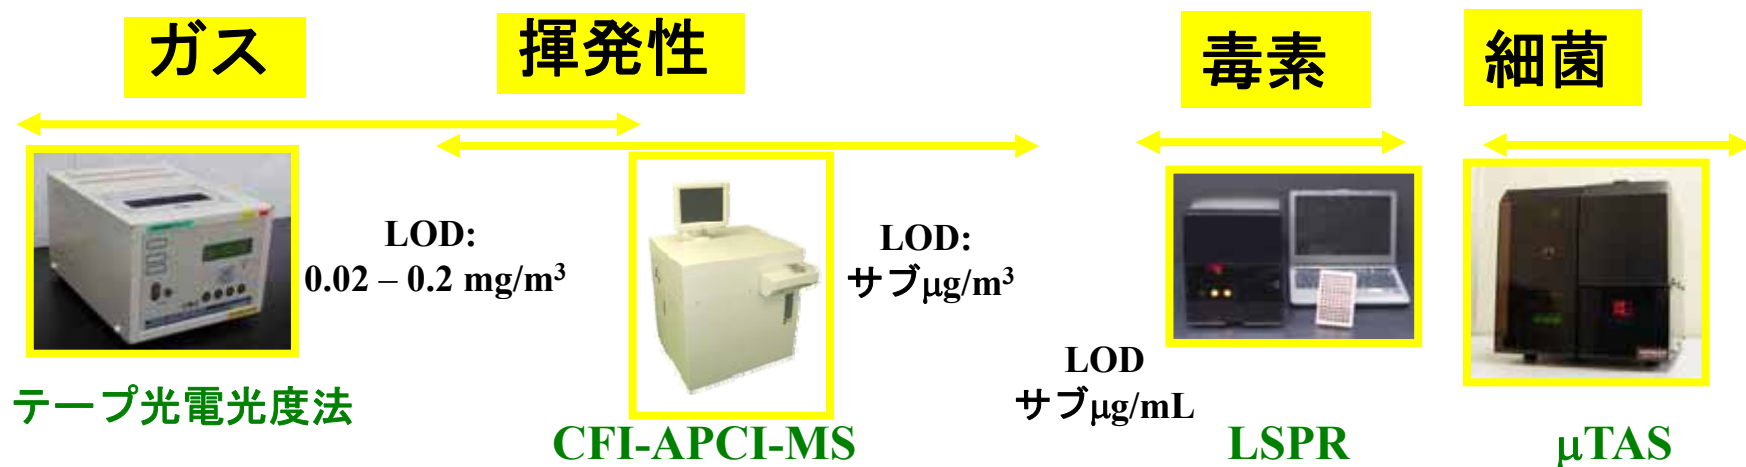 ガス
揮発性
毒素
細菌
LOD:
0.02 – 0.2 mg/m³
LOD:
サブμg/m³
LOD
サブμg/mL
テープ光電光度法
CFI-APCI-MS
LSPR
μTAS